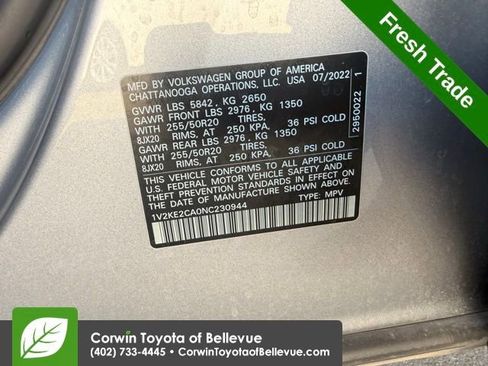 Fresh Trade
MFD. BY VOLKSWAGEN GROUP OF AMERICA
CHATTANOOGA OPERATIONS, LLC. USA 07/2022
GVWR LBS 5842, KG 2650
GAWR FRONT LBS 2976, KG 1350
WITH 255/50R20 TIRES,
8JX20 RIMS, AT 250 KPA, 36 PSI COLD
GAWR REAR LBS 2976, KG 1350
WITH 255/50R20 TIRES,
8JX20 RIMS, AT 250 KPA, 36 PSI COLD
THIS VEHICLE CONFORMS TO ALL APPLICABLE
U.S. FEDERAL MOTOR VEHICLE SAFETY AND
THEFT PREVENTION STANDARDS IN EFFECT ON
DATE OF MANUFACTURE SHOWN ABOVE.
1V2KE2CA0NC230944 TYPE: MPV
2950022 1
Corwin Toyota of Bellevue
(402) 733-4445 • CorwinToyotaofBellevue.com